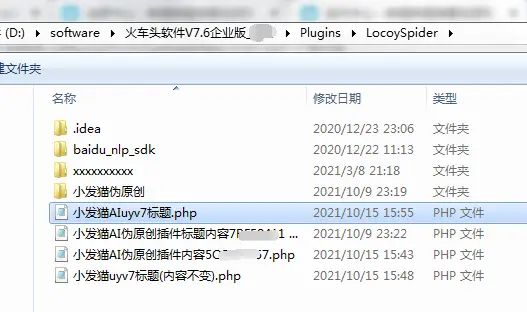 (D:) ▸ software ▸ 火车头软件V7.6企业版_ ▸ Plugins ▸ LocoySpider ▸
建文件夹
名称 修改日期 类型
.idea 2020/12/23 23:06 文件夹
baidu_nlp_sdk 2020/12/22 11:13 文件夹
xxxxxxxxxx 2021/3/8 21:18 文件夹
小发猫伪原创 2021/10/9 23:19 文件夹
小发猫AIuyv7标题.php 2021/10/15 15:55 PHP 文件
小发猫AI伪原创插件标题内容 ... 2021/10/9 23:22 PHP 文件
小发猫AI伪原创插件内容 .php 2021/10/15 15:43 PHP 文件
小发猫uyv7标题(内容不变).php 2021/10/15 15:48 PHP 文件